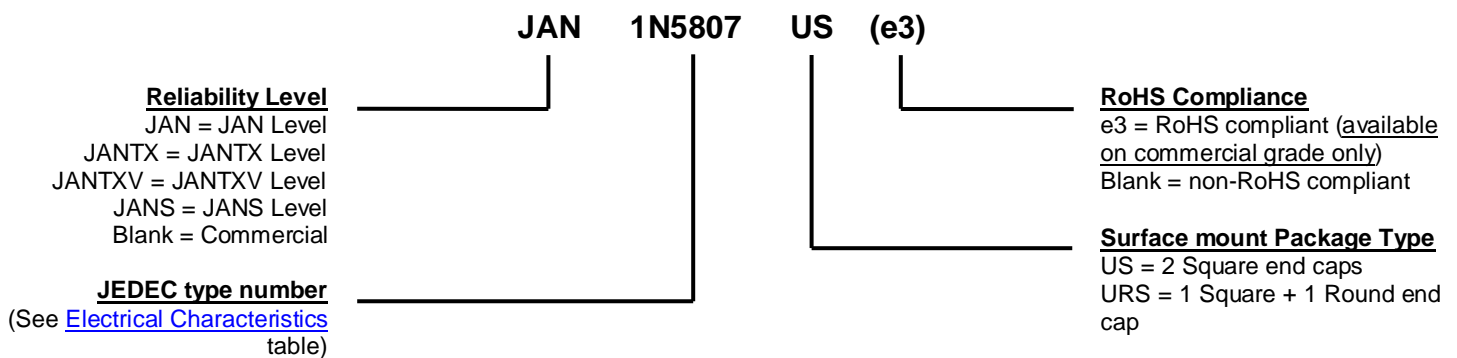 JAN 1N5807 US (e3)
Reliability Level
JAN = JAN Level
JANTX = JANTX Level
JANTXV = JANTXV Level
JANS = JANS Level
Blank = Commercial
JEDEC type number
(See Electrical Characteristics
table)
RoHS Compliance
e3 = RoHS compliant (available
on commercial grade only)
Blank = non-RoHS compliant
Surface mount Package Type
US = 2 Square end caps
URS = 1 Square + 1 Round end
cap